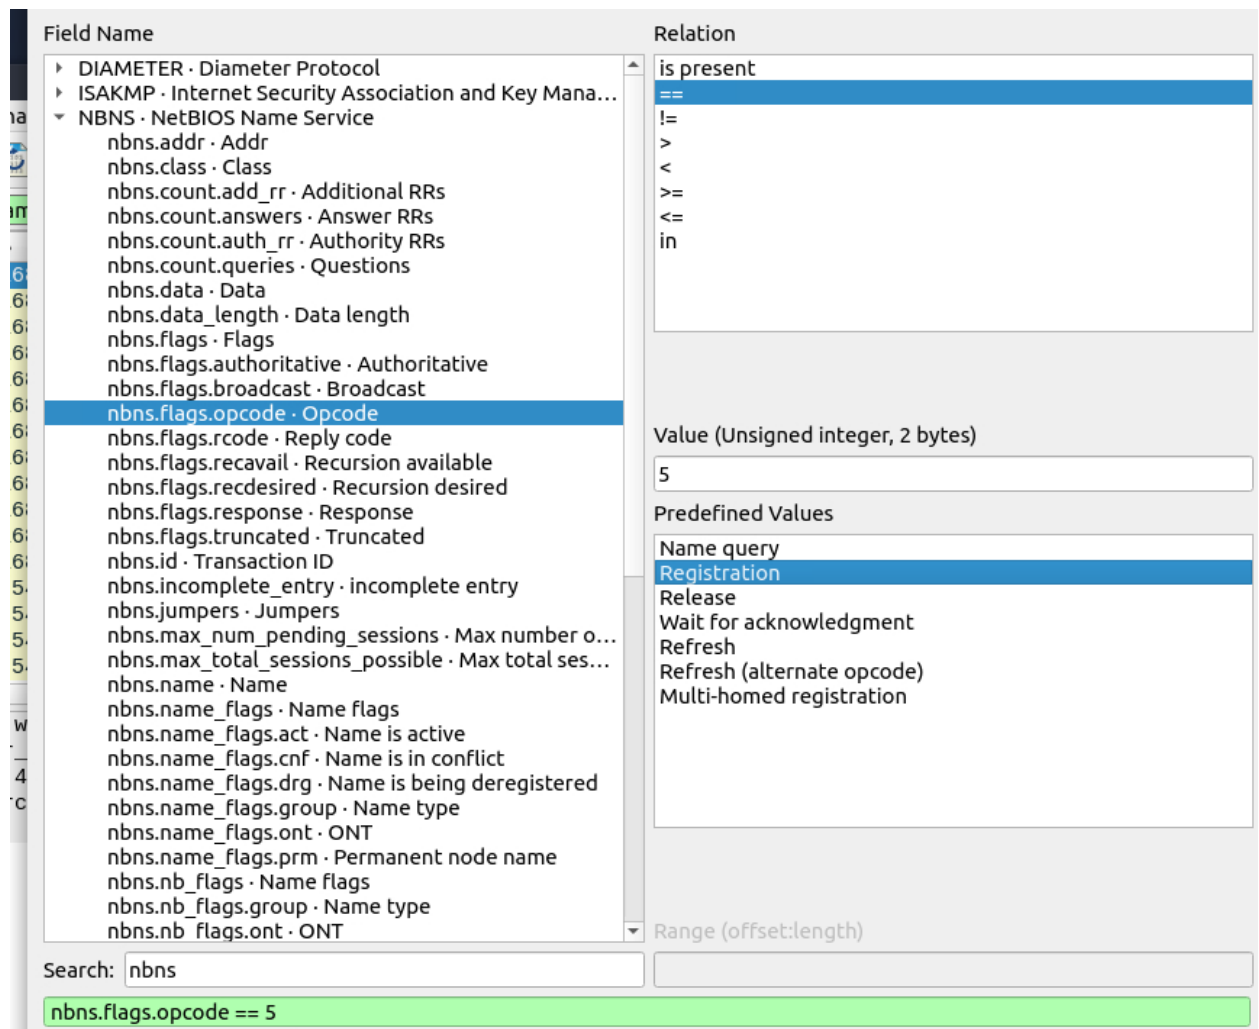 Field Name
DIAMETER · Diameter Protocol
ISAKMP · Internet Security Association and Key Mana...
NBNS · NetBIOS Name Service
nbns.addr · Addr
nbns.class · Class
nbns.count.add_rr · Additional RRs
nbns.count.answers · Answer RRs
nbns.count.auth_rr · Authority RRs
nbns.count.queries · Questions
nbns.data · Data
nbns.data_length · Data length
nbns.flags · Flags
nbns.flags.authoritative · Authoritative
nbns.flags.broadcast · Broadcast
nbns.flags.opcode · Opcode
nbns.flags.rcode · Reply code
nbns.flags.recavail · Recursion available
nbns.flags.recdesired · Recursion desired
nbns.flags.response · Response
nbns.flags.truncated · Truncated
nbns.id · Transaction ID
nbns.incomplete_entry · incomplete entry
nbns.jumpers · Jumpers
nbns.max_num_pending_sessions · Max number o...
nbns.max_total_sessions_possible · Max total ses...
nbns.name · Name
nbns.name_flags · Name flags
nbns.name_flags.act · Name is active
nbns.name_flags.cnf · Name is in conflict
nbns.name_flags.drg · Name is being deregistered
nbns.name_flags.group · Name type
nbns.name_flags.ont · ONT
nbns.name_flags.prm · Permanent node name
nbns.nb_flags · Name flags
nbns.nb_flags.group · Name type
nbns.nb_flags.ont · ONT
Search: nbns
Relation
is present
==
!=
>
<
>=
<=
in
Value (Unsigned integer, 2 bytes)
5
Predefined Values
Name query
Registration
Release
Wait for acknowledgment
Refresh
Refresh (alternate opcode)
Multi-homed registration
Range (offset:length)
nbns.flags.opcode == 5